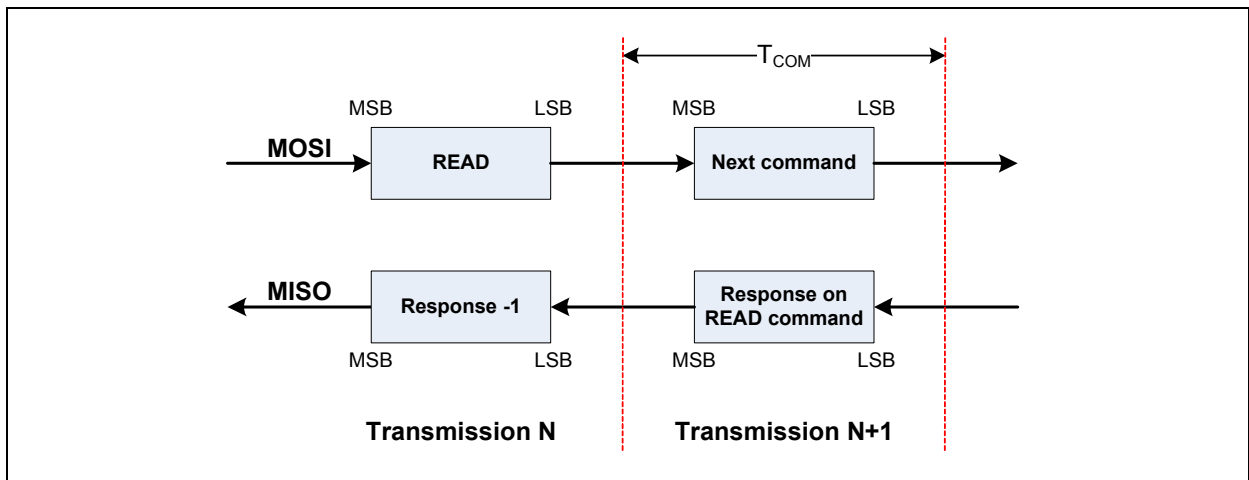 TCOM
MSB LSB MSB LSB
MOSI READ Next command
MISO Response -1 Response on
READ command
MSB LSB MSB LSB
Transmission N Transmission N+1